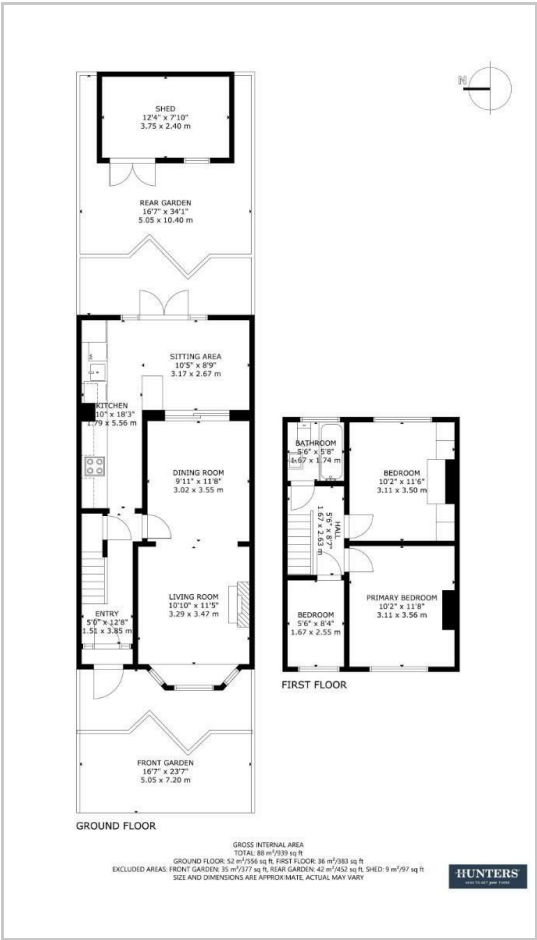 N
SHED
12'4" x 7'10"
3.75 x 2.40 m
REAR GARDEN
16'7" x 34'1"
5.05 x 10.40 m
SITTING AREA
10'5" x 8'9"
3.17 x 2.67 m
KITCHEN
10" x 18'3"
1.79 x 5.56 m
DINING ROOM
9'11" x 11'8"
3.02 x 3.55 m
LIVING ROOM
10'10" x 11'5"
3.29 x 3.47 m
ENTRY
5'0" x 12'8"
1.51 x 3.85 m
FRONT GARDEN
16'7" x 23'7"
5.05 x 7.20 m
GROUND FLOOR
BATHROOM
5'6" x 5'8"
1.67 x 1.74 m
BEDROOM
10'2" x 11'6"
3.11 x 3.50 m
HALL
5'6" x 8'7"
1.67 x 2.63 m
BEDROOM
5'6" x 8'4"
1.67 x 2.55 m
PRIMARY BEDROOM
10'2" x 11'8"
3.11 x 3.56 m
FIRST FLOOR
GROSS INTERNAL AREA
TOTAL: 88 m²/939 sq ft
GROUND FLOOR: 52 m²/556 sq ft, FIRST FLOOR: 36 m²/383 sq ft
EXCLUDED AREAS: FRONT GARDEN: 35 m²/377 sq ft, REAR GARDEN: 42 m²/452 sq ft, SHED: 9 m²/97 sq ft
SIZE AND DIMENSIONS ARE APPROXIMATE, ACTUAL MAY VARY
HUNTERS®
HERE TO GET you THERE